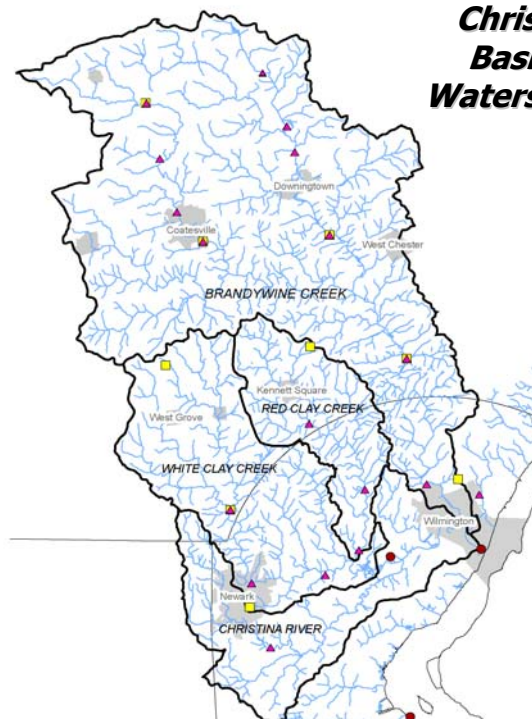 Chris
Basi
Waters
Downingtown
Coatesville
West Chester
BRANDYWINE CREEK
Kennett Square
RED CLAY CREEK
West Grove
WHITE CLAY CREEK
Wilmington
Newark
CHRISTINA RIVER